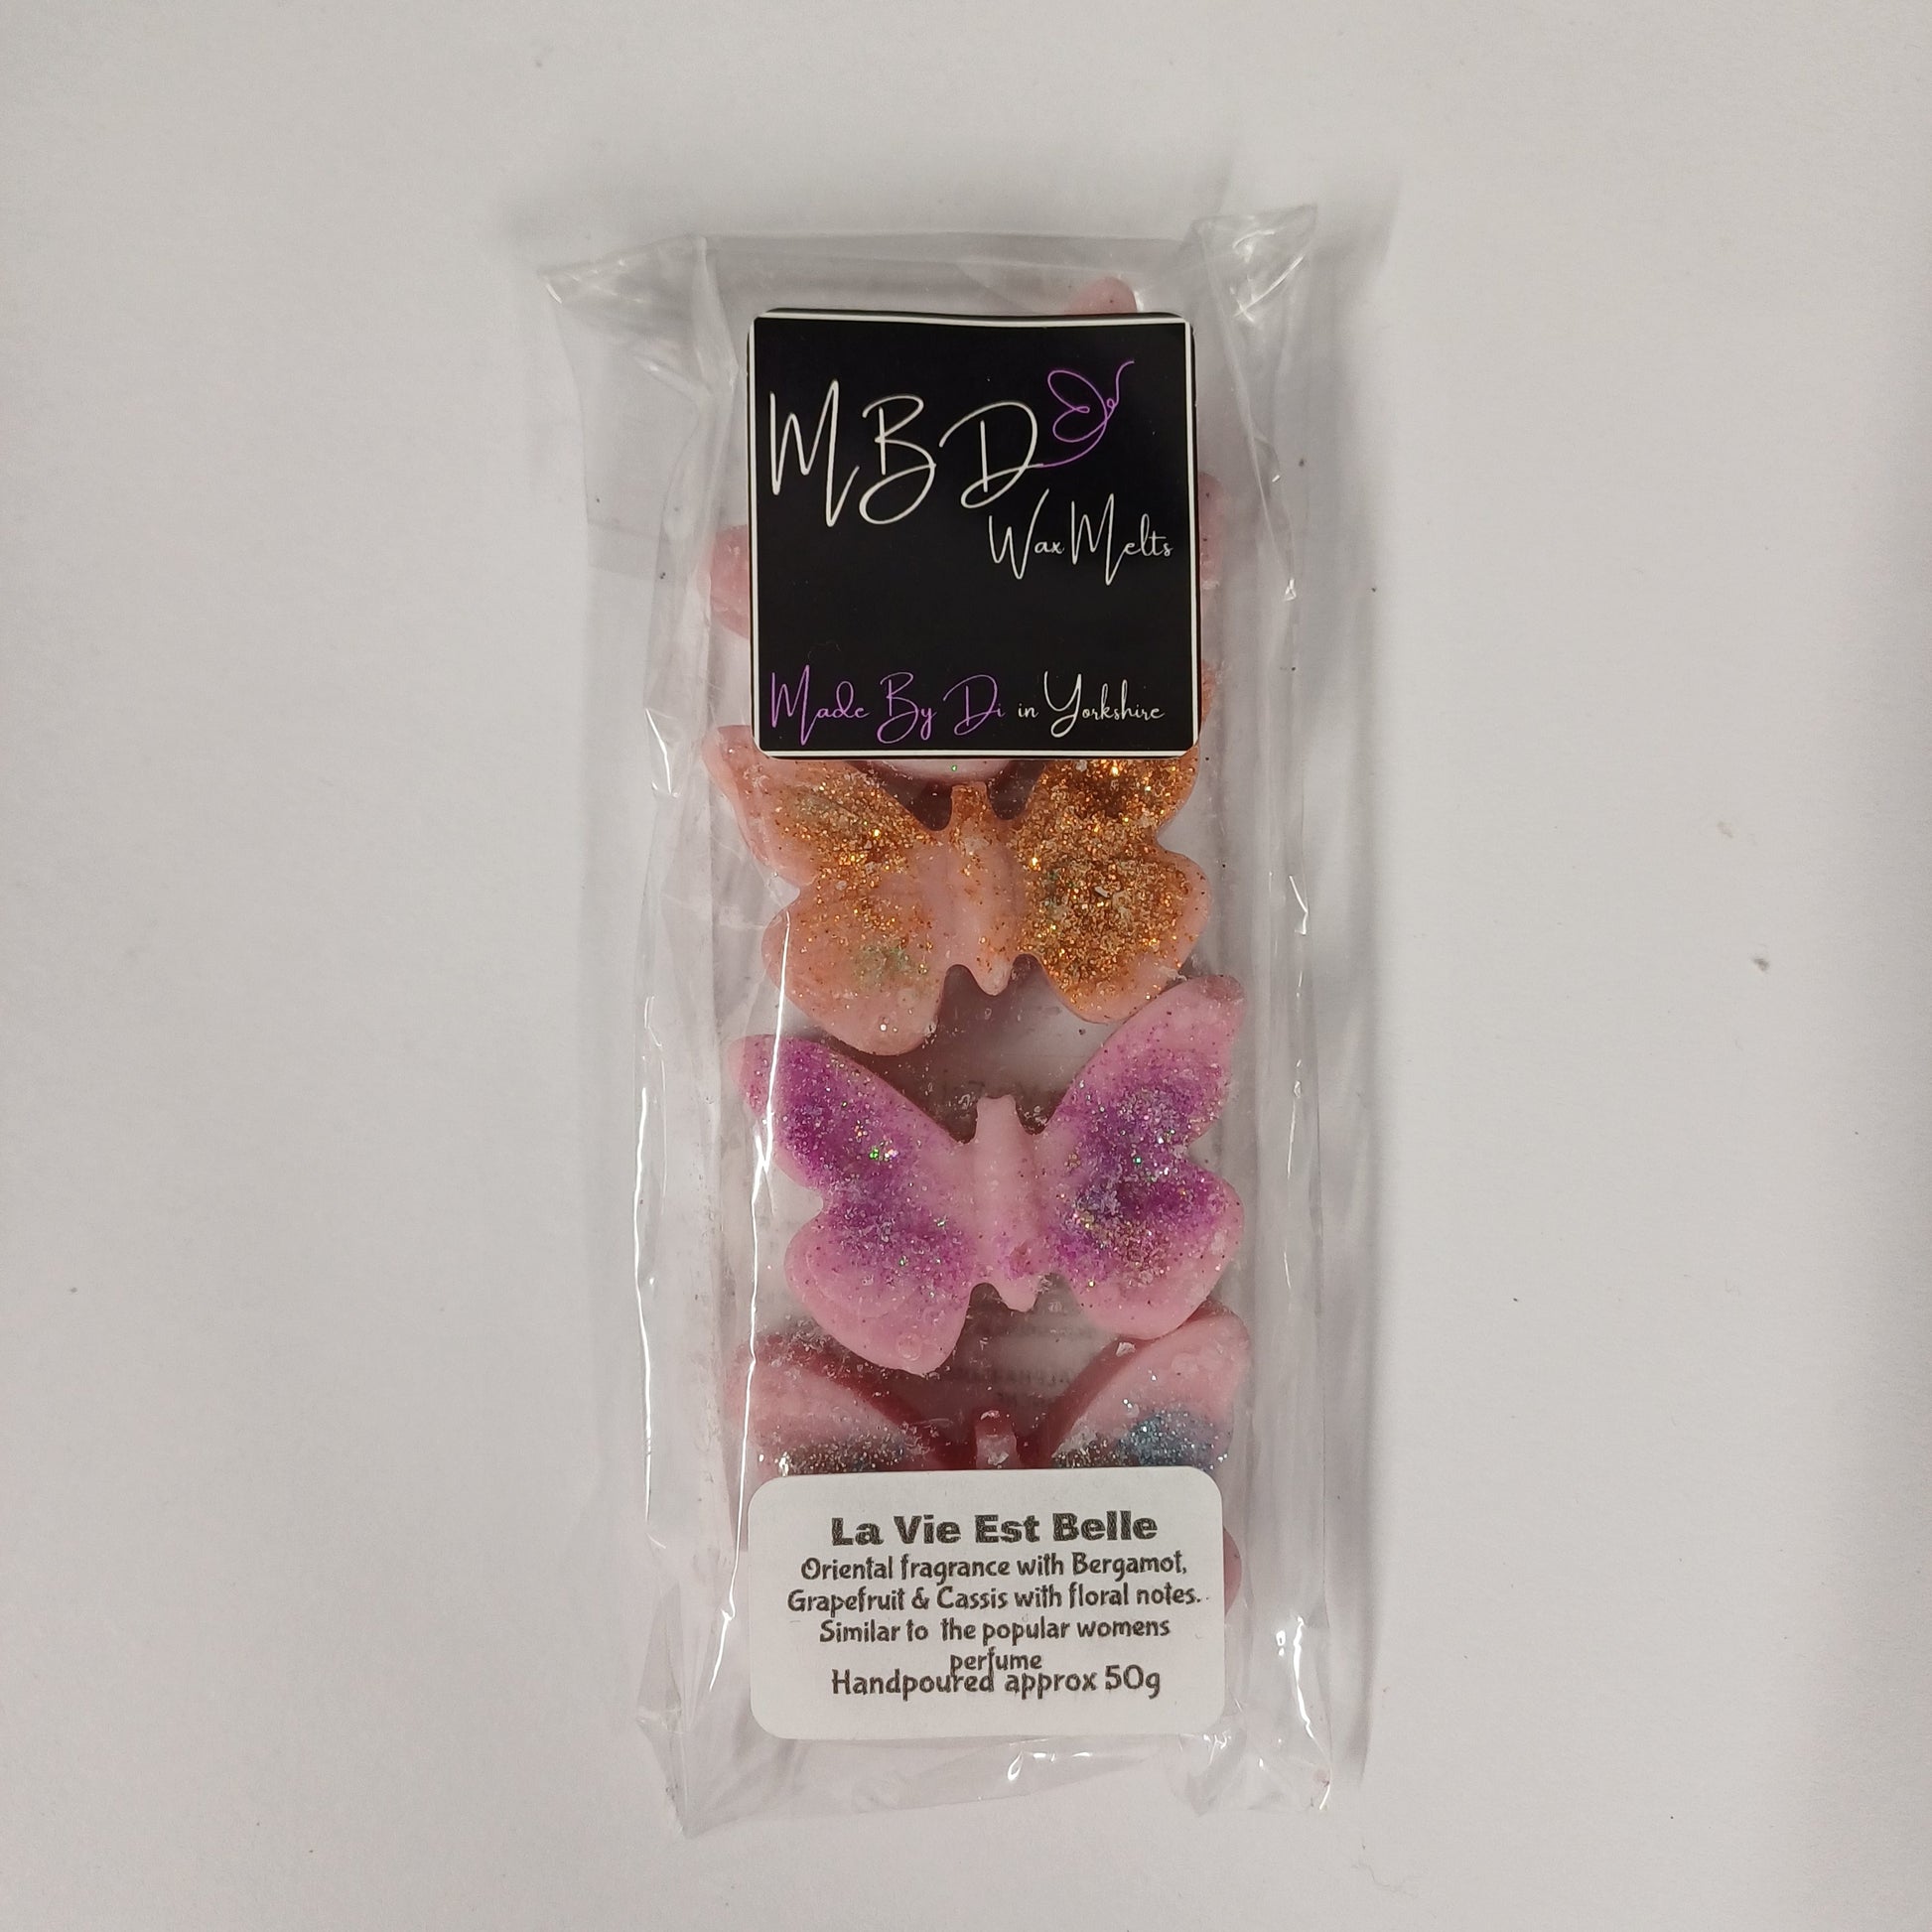 MBD
Wax Melts
Made By Di in Yorkshire
La Vie Est Belle
Oriental fragrance with Bergamot,
Grapefruit & Cassis with floral notes.
Similar to the popular womens
perfume
Handpoured approx 50g